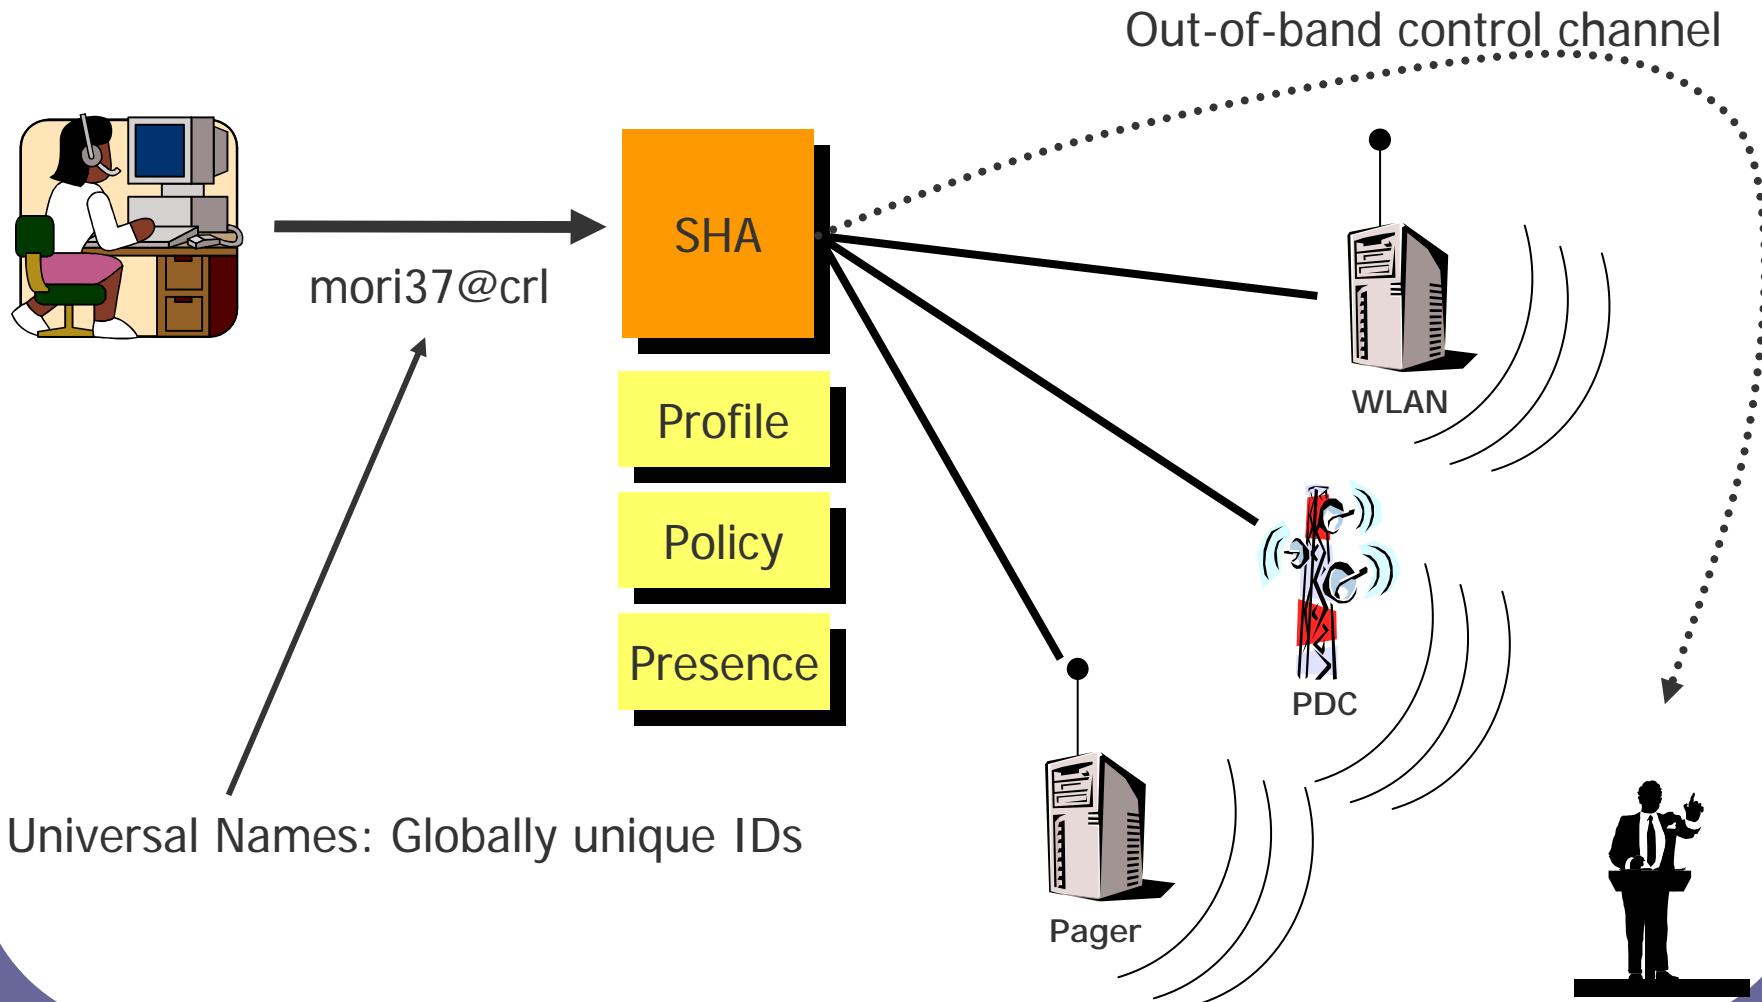 Out-of-band control channel
SHA
mori37@crl
WLAN
Profile
Policy
Presence
PDC
Universal Names: Globally unique IDs
Pager